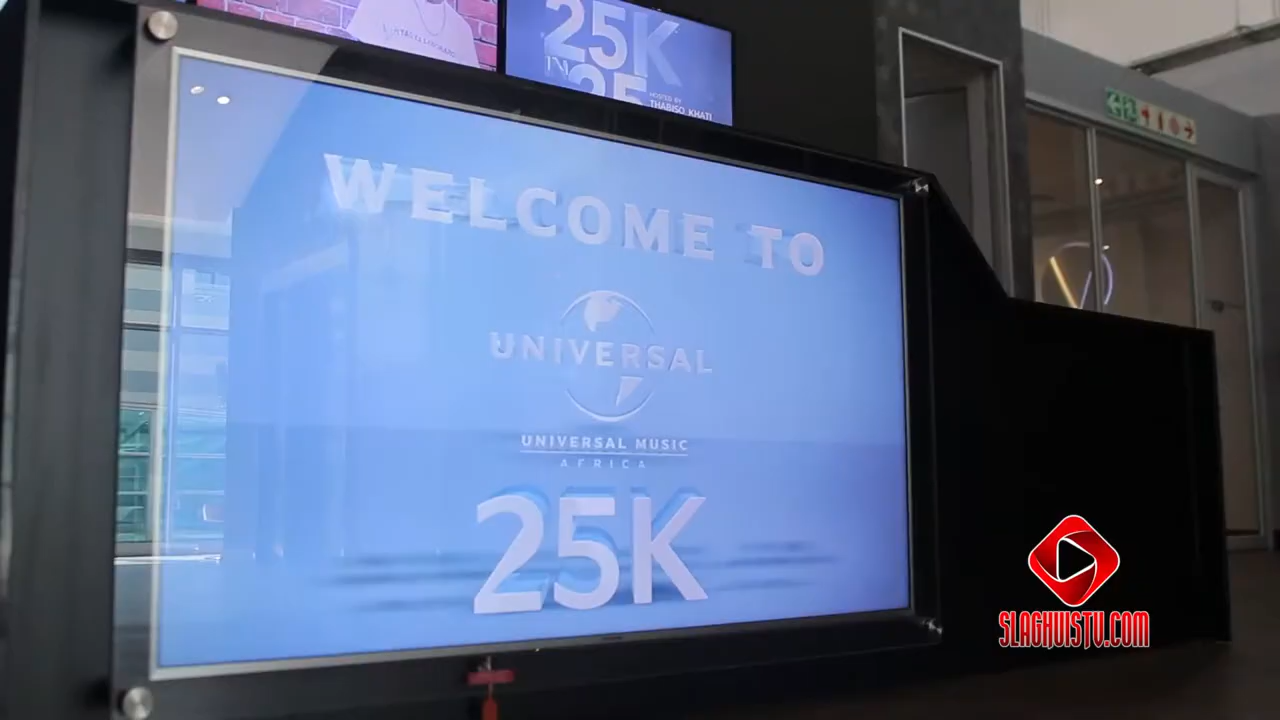 25K
IN
25
HOSTED BY
THABISO KHATI
WELCOME TO
UNIVERSAL
UNIVERSAL MUSIC
AFRICA
25K
SLAGHUISTV.COM